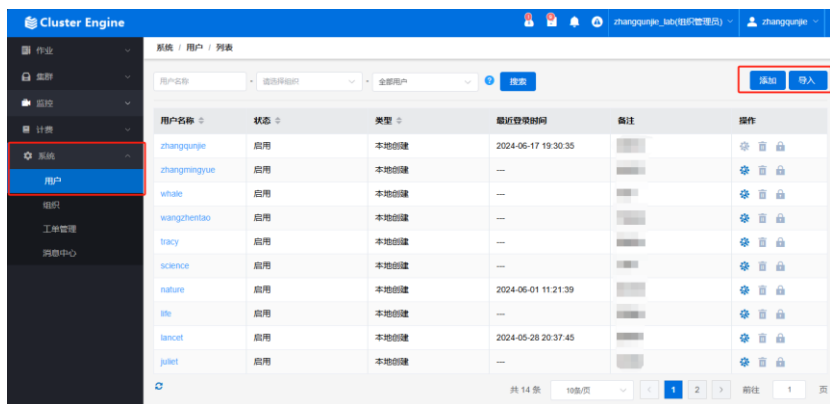 Cluster Engine
zhangqunjie_lab(组织管理员)
zhangqunjie
作业
集群
监控
计费
系统
用户
组织
工单管理
消息中心
系统 / 用户 / 列表
用户名称 - 请选择组织 - 全部用户 搜索 添加 导入
用户名称 状态 类型 最近登录时间 备注 操作
zhangqunjie 启用 本地创建 2024-06-17 19:30:35
zhangmingyue 启用 本地创建 ---
whale 启用 本地创建 ---
wangzhentao 启用 本地创建 ---
tracy 启用 本地创建 ---
science 启用 本地创建 ---
nature 启用 本地创建 2024-06-01 11:21:39
life 启用 本地创建 ---
lancet 启用 本地创建 2024-05-28 20:37:45
juliet 启用 本地创建 ---
共 14 条 10条/页 < 1 2 > 前往 1 页